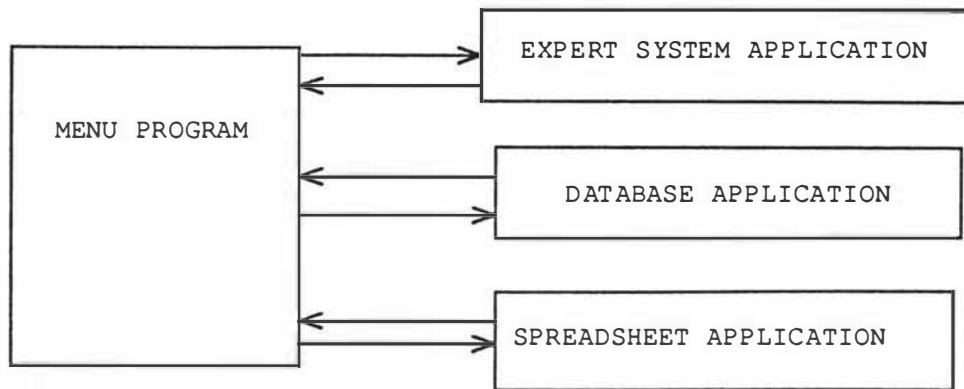 EXPERT SYSTEM APPLICATION
MENU PROGRAM
DATABASE APPLICATION
SPREADSHEET APPLICATION